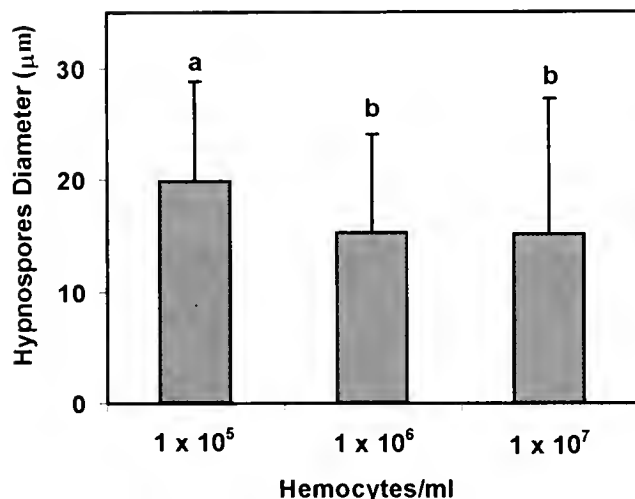 Hypnospores Diameter (μm)
30
20
10
0
a
b
b
1 x 10⁵
1 x 10⁶
1 x 10⁷
Hemocytes/ml